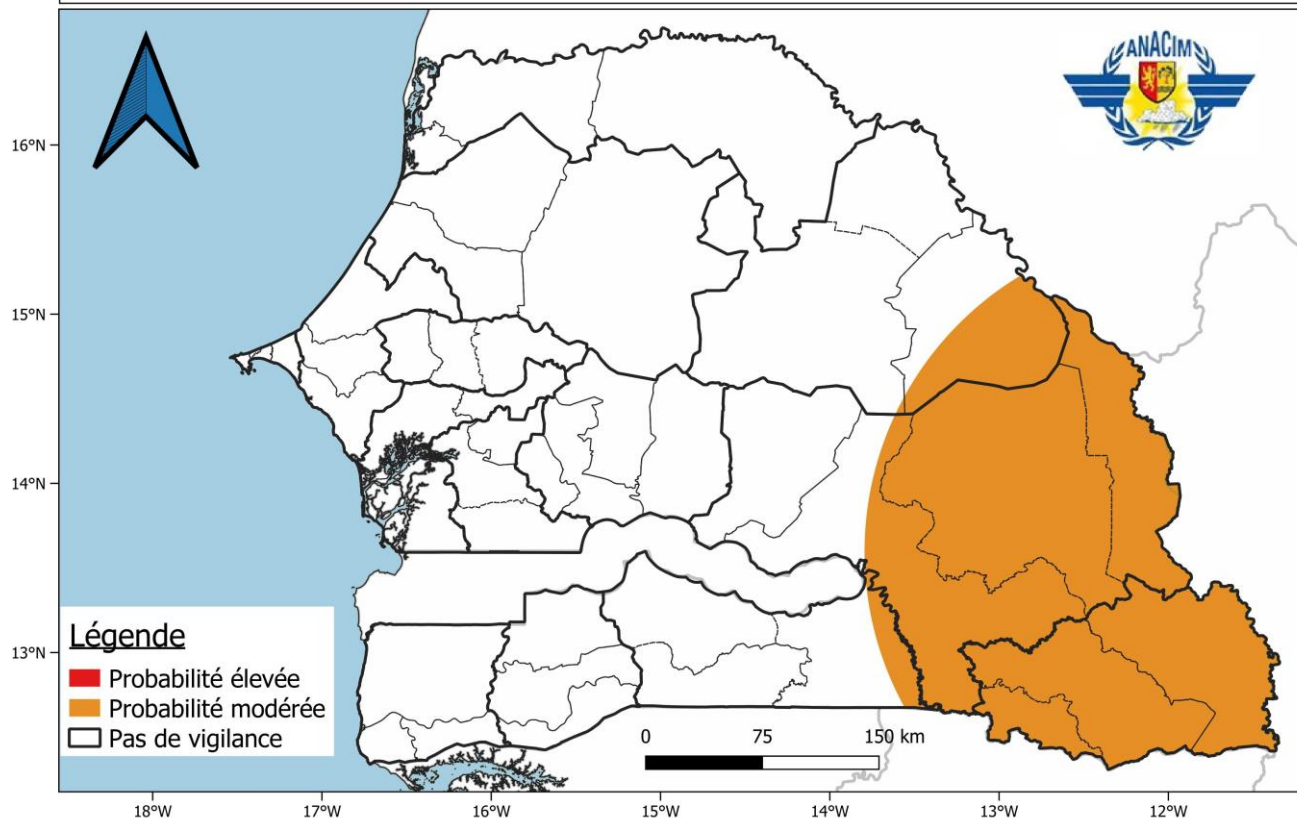 ANACIM
16°N
15°N
14°N
13°N
Légende
Probabilité élevée
Probabilité modérée
Pas de vigilance
0 75 150 km
18°W 17°W 16°W 15°W 14°W 13°W 12°W